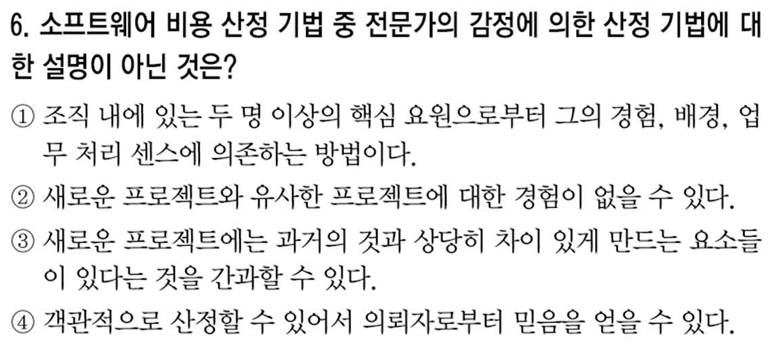 6. 소프트웨어 비용 산정 기법 중 전문가의 감정에 의한 산정 기법에 대
한 설명이 아닌 것은?
① 조직 내에 있는 두 명 이상의 핵심 요원으로부터 그의 경험, 배경, 업
무 처리 센스에 의존하는 방법이다.
② 새로운 프로젝트와 유사한 프로젝트에 대한 경험이 없을 수 있다.
③ 새로운 프로젝트에는 과거의 것과 상당히 차이 있게 만드는 요소들
이 있다는 것을 간과할 수 있다.
④ 객관적으로 산정할 수 있어서 의뢰자로부터 믿음을 얻을 수 있다.